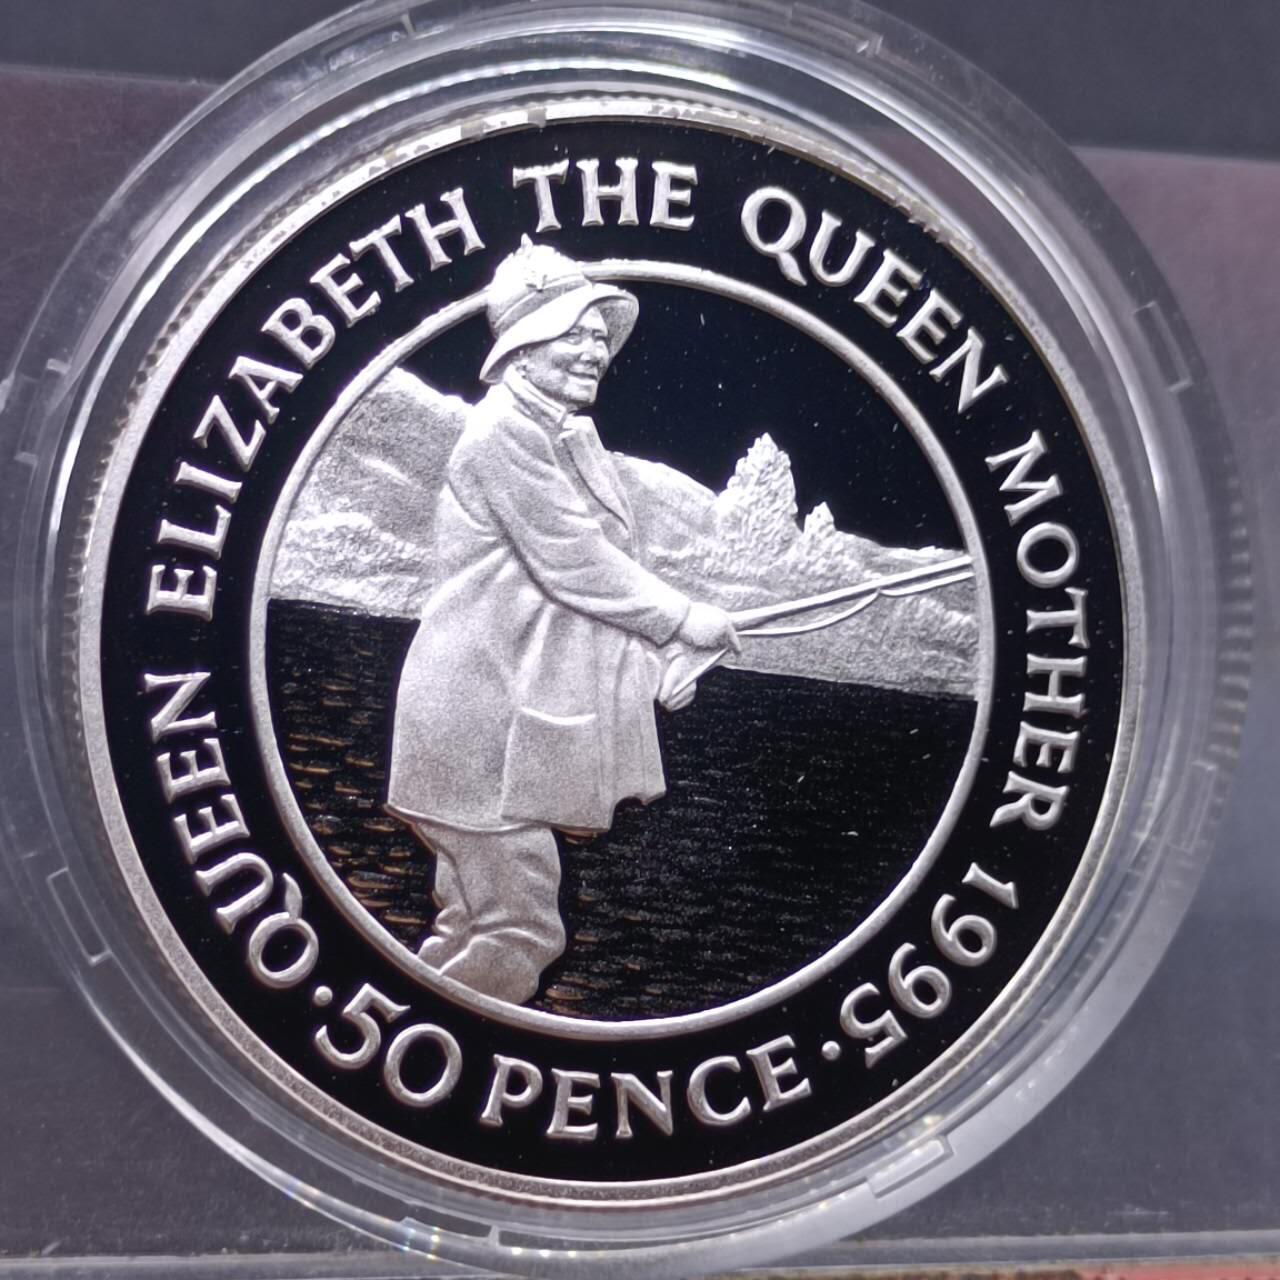 QUEEN ELIZABETH THE QUEEN MOTHER 1995
·50 PENCE·